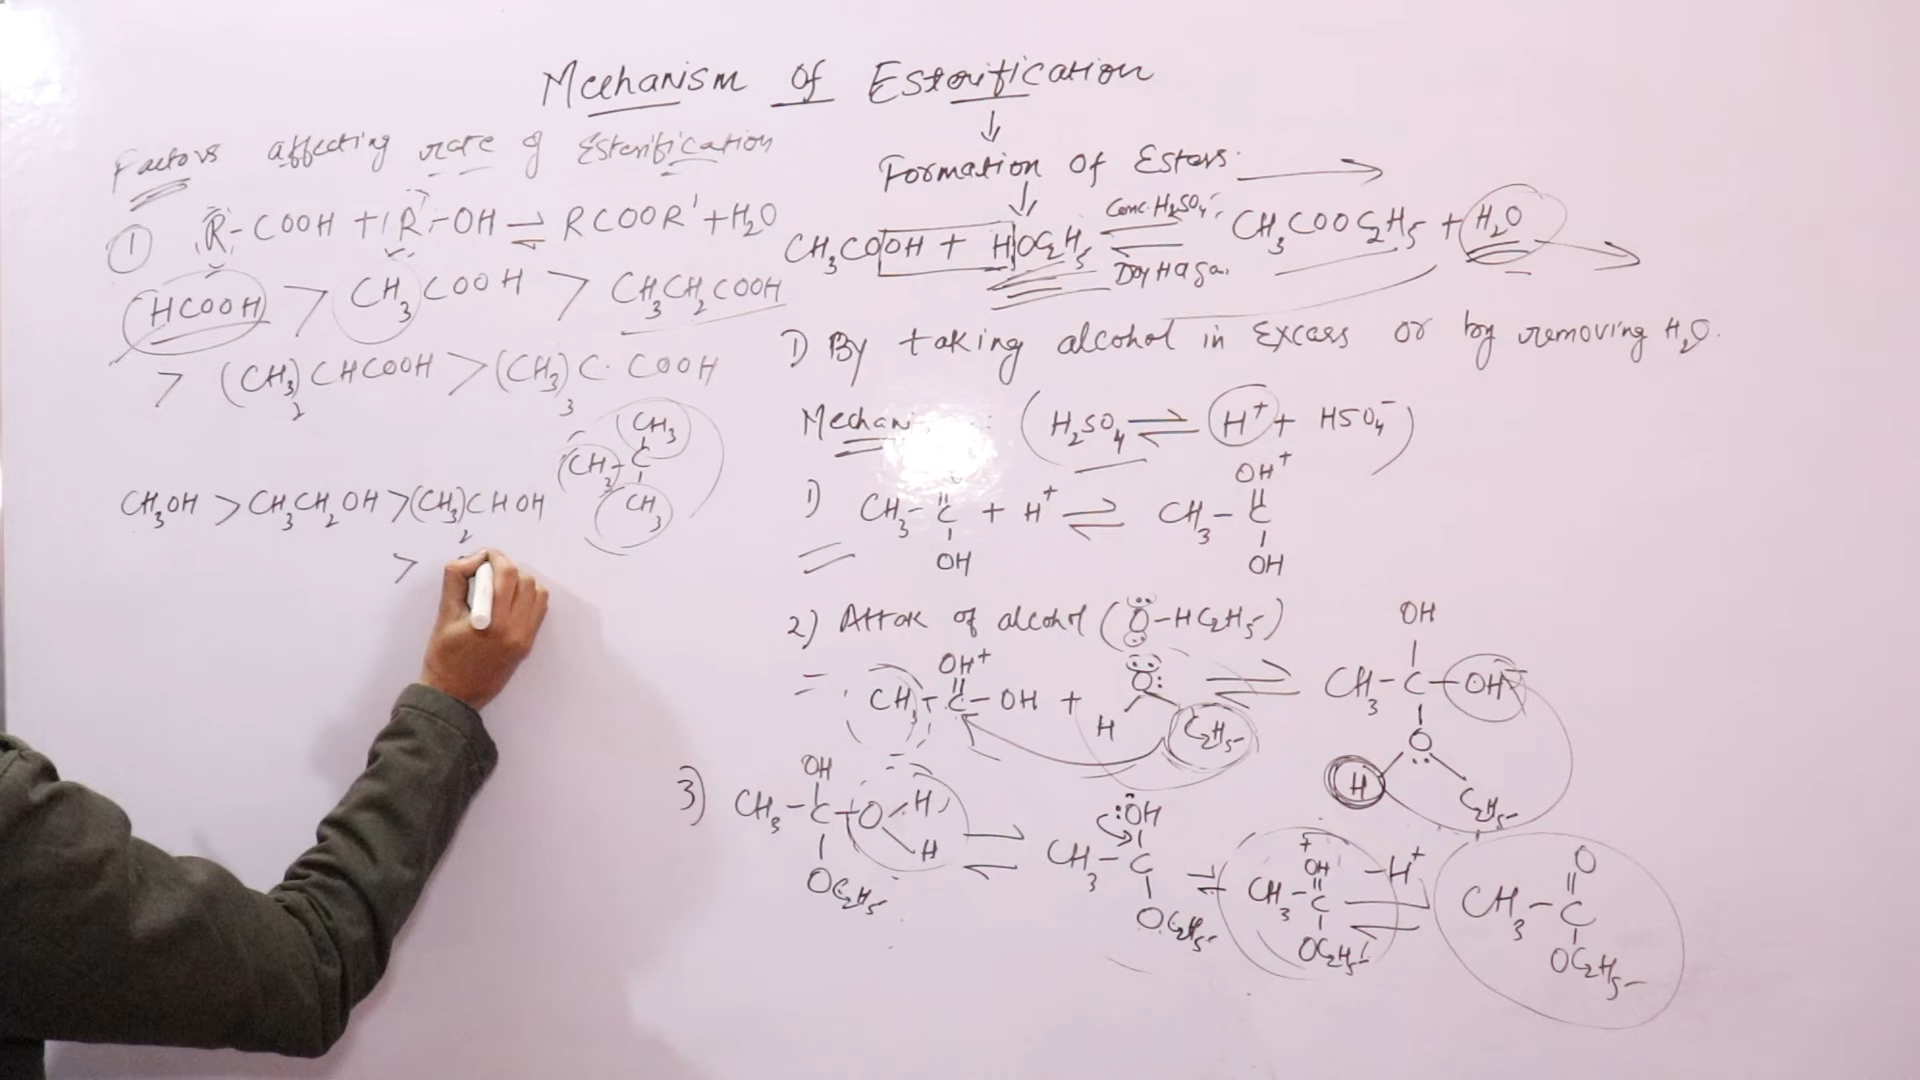 Mechanism Of Esterification
↓
Formation Of Esters.
↓
CH₃COOH + HOC₂H₅ ⇌ CH₃COOC₂H₅ + H₂O
Conc. H₂SO₄
Dry HCl gas.
1) By taking alcohol in Excess or by removing H₂O.
Mechan
(H₂SO₄ ⇌ H⁺ + HSO₄⁻)
1) CH₃-C-OH + H⁺ ⇌ CH₃-C(=OH⁺)-OH
2) Attak of alcohol (O-HC₂H₅)
CH₃-C(=OH⁺)-OH + H-O-C₂H₅ ⇌ CH₃-C(OH)(OH)-O(H)-C₂H₅
3) CH₃-C(OH)(OC₂H₅)-O(H)-H ⇌ CH₃-C(:OH)-OC₂H₅ ⇌ CH₃-C(=OH⁺)-OC₂H₅ -H⁺ ⇌ CH₃-C(=O)-OC₂H₅
Factors affecting rate of Esterification
① R-COOH + R'-OH ⇌ RCOOR' + H₂O
HCOOH > CH₃COOH > CH₃CH₂COOH
> (CH₃)₂CHCOOH > (CH₃)₃C.COOH
CH₃
CH₃-C
CH₃
CH₃OH > CH₃CH₂OH > (CH₃)₂CHOH
>